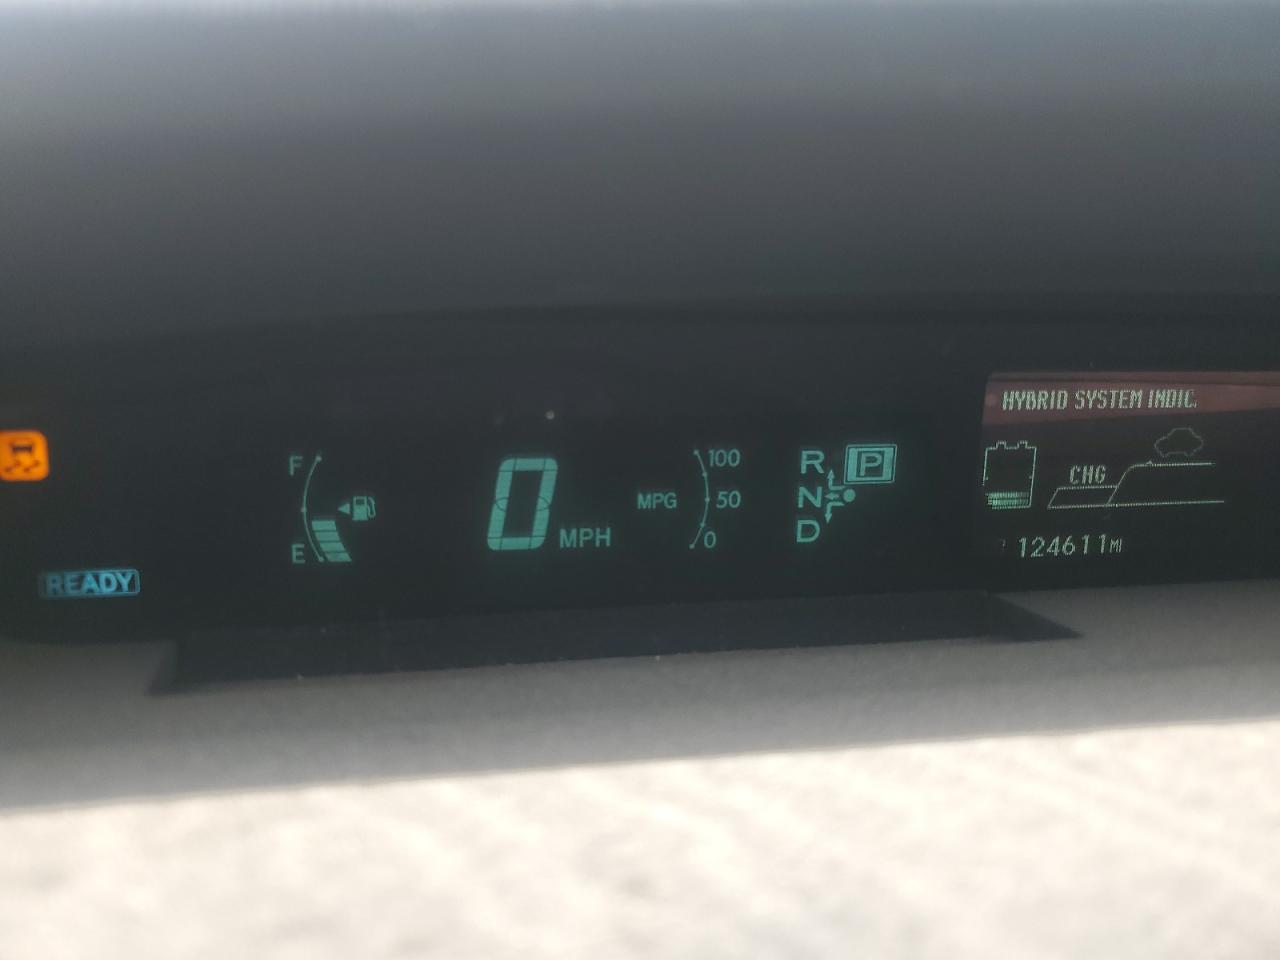 F
E
READY
0 MPH
MPG
100
50
0
R
P
N
D
HYBRID SYSTEM INDIC.
CHG
124611 MI